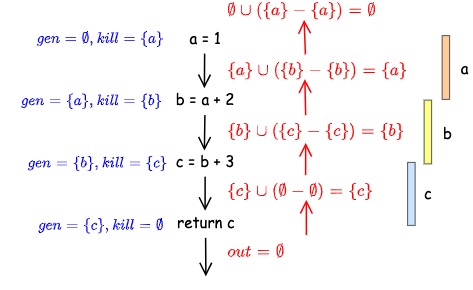 ∅ ∪ ({a} − {a}) = ∅
gen = ∅, kill = {a} a = 1
{a} ∪ ({b} − {b}) = {a}
a
gen = {a}, kill = {b} b = a + 2
{b} ∪ ({c} − {c}) = {b}
b
gen = {b}, kill = {c} c = b + 3
{c} ∪ (∅ − ∅) = {c}
c
gen = {c}, kill = ∅ return c
out = ∅